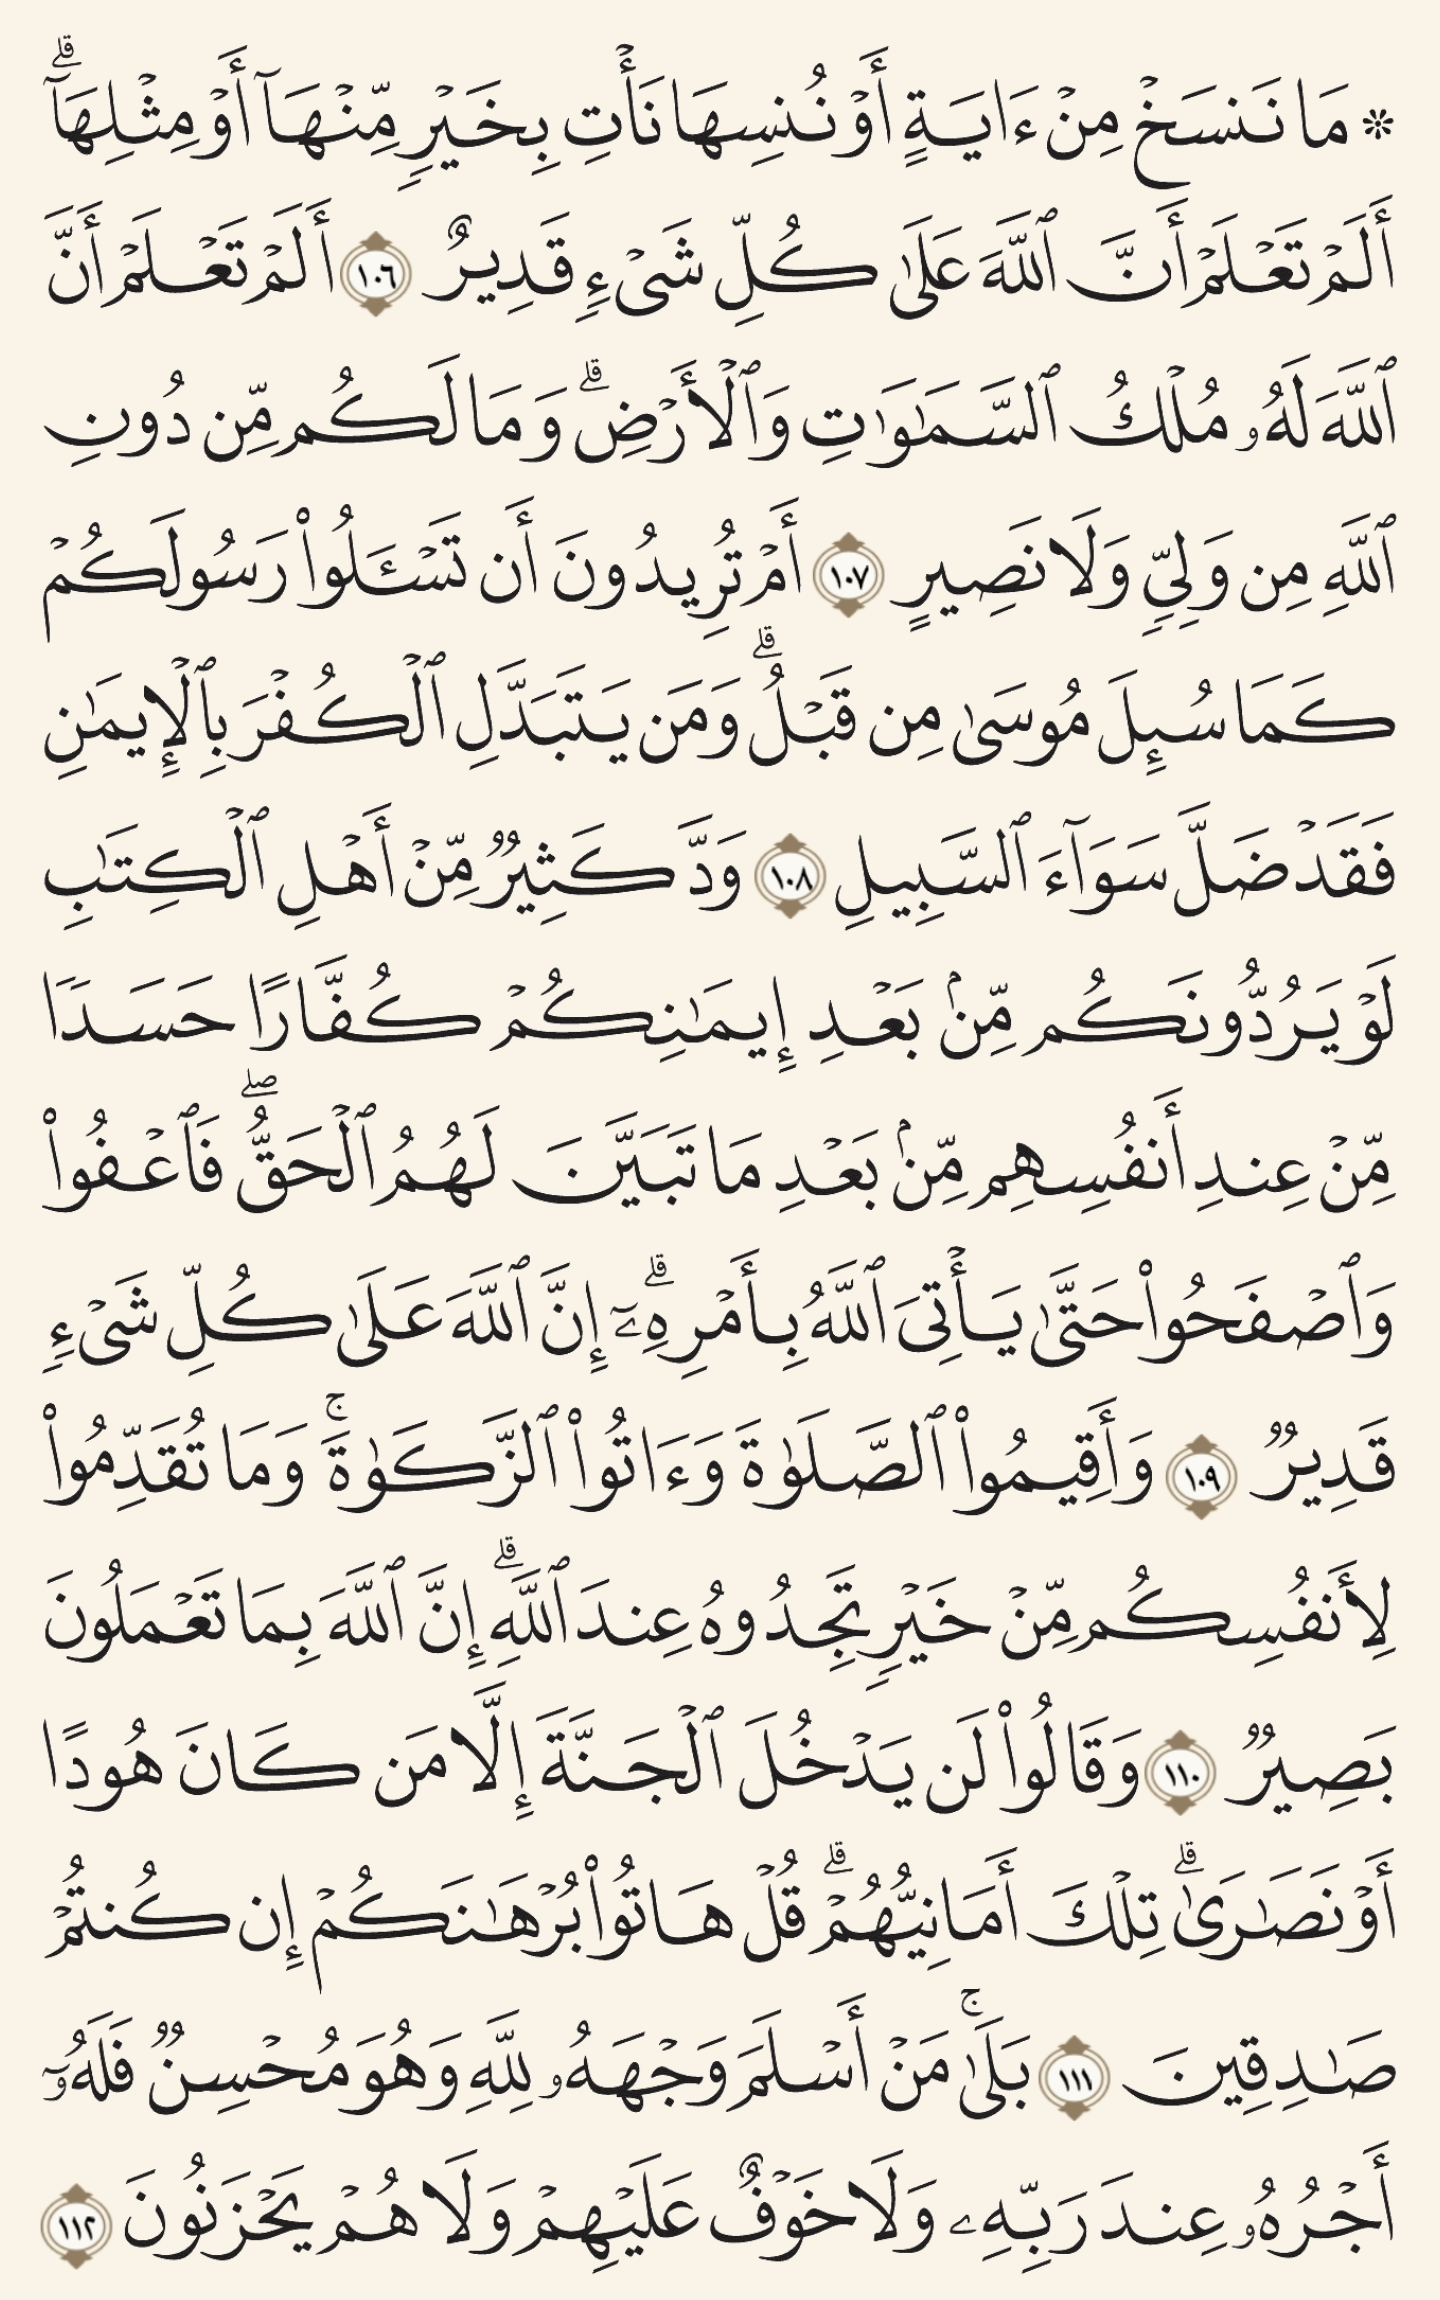 ۞ مَا نَنسَخۡ مِنۡ ءَايَةٍ أَوۡ نُنسِهَا نَأۡتِ بِخَيۡرٖ مِّنۡهَآ أَوۡ مِثۡلِهَآۗ
أَلَمۡ تَعۡلَمۡ أَنَّ ٱللَّهَ عَلَىٰ كُلِّ شَيۡءٖ قَدِيرٌ ١٠٦ أَلَمۡ تَعۡلَمۡ أَنَّ
ٱللَّهَ لَهُۥ مُلۡكُ ٱلسَّمَٰوَٰتِ وَٱلۡأَرۡضِۗ وَمَا لَكُم مِّن دُونِ
ٱللَّهِ مِن وَلِيّٖ وَلَا نَصِيرٍ ١٠٧ أَمۡ تُرِيدُونَ أَن تَسۡـَٔلُواْ رَسُولَكُمۡ
كَمَا سُئِلَ مُوسَىٰ مِن قَبۡلُۗ وَمَن يَتَبَدَّلِ ٱلۡكُفۡرَ بِٱلۡإِيمَٰنِ
فَقَدۡ ضَلَّ سَوَآءَ ٱلسَّبِيلِ ١٠٨ وَدَّ كَثِيرٞ مِّنۡ أَهۡلِ ٱلۡكِتَٰبِ
لَوۡ يَرُدُّونَكُم مِّنۢ بَعۡدِ إِيمَٰنِكُمۡ كُفَّارًا حَسَدٗا
مِّنۡ عِندِ أَنفُسِهِم مِّنۢ بَعۡدِ مَا تَبَيَّنَ لَهُمُ ٱلۡحَقُّۖ فَٱعۡفُواْ
وَٱصۡفَحُواْ حَتَّىٰ يَأۡتِيَ ٱللَّهُ بِأَمۡرِهِۦٓۗ إِنَّ ٱللَّهَ عَلَىٰ كُلِّ شَيۡءٖ
قَدِيرٞ ١٠٩ وَأَقِيمُواْ ٱلصَّلَوٰةَ وَءَاتُواْ ٱلزَّكَوٰةَۚ وَمَا تُقَدِّمُواْ
لِأَنفُسِكُم مِّنۡ خَيۡرٖ تَجِدُوهُ عِندَ ٱللَّهِۗ إِنَّ ٱللَّهَ بِمَا تَعۡمَلُونَ
بَصِيرٞ ١١٠ وَقَالُواْ لَن يَدۡخُلَ ٱلۡجَنَّةَ إِلَّا مَن كَانَ هُودًا
أَوۡ نَصَٰرَىٰۗ تِلۡكَ أَمَانِيُّهُمۡۗ قُلۡ هَاتُواْ بُرۡهَٰنَكُمۡ إِن كُنتُمۡ
صَٰدِقِينَ ١١١ بَلَىٰۚ مَنۡ أَسۡلَمَ وَجۡهَهُۥ لِلَّهِ وَهُوَ مُحۡسِنٞ فَلَهُۥٓ
أَجۡرُهُۥ عِندَ رَبِّهِۦ وَلَا خَوۡفٌ عَلَيۡهِمۡ وَلَا هُمۡ يَحۡزَنُونَ ١١٢